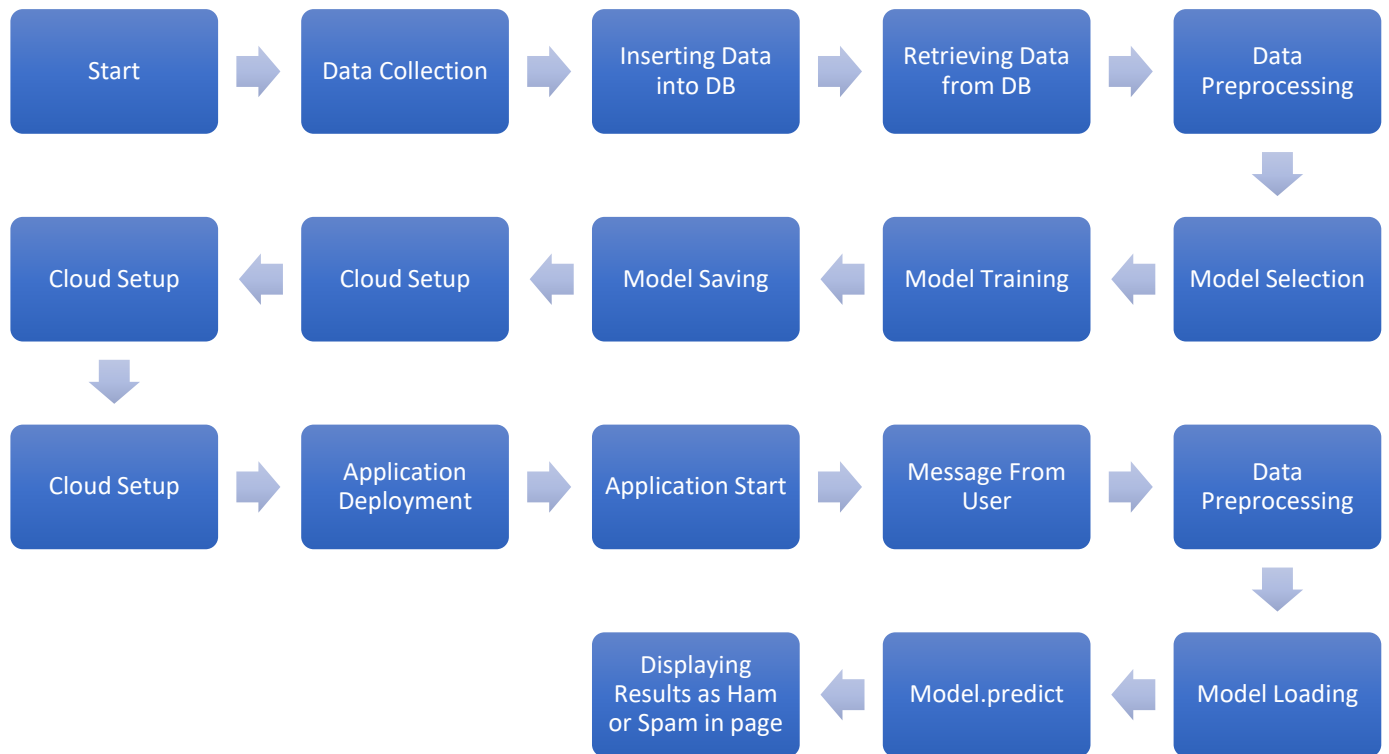 Start
Data Collection
Inserting Data
into DB
Retrieving Data
from DB
Data
Preprocessing
Model Selection
Model Training
Model Saving
Cloud Setup
Cloud Setup
Cloud Setup
Application
Deployment
Application Start
Message From
User
Data
Preprocessing
Model Loading
Model.predict
Displaying
Results as Ham
or Spam in page